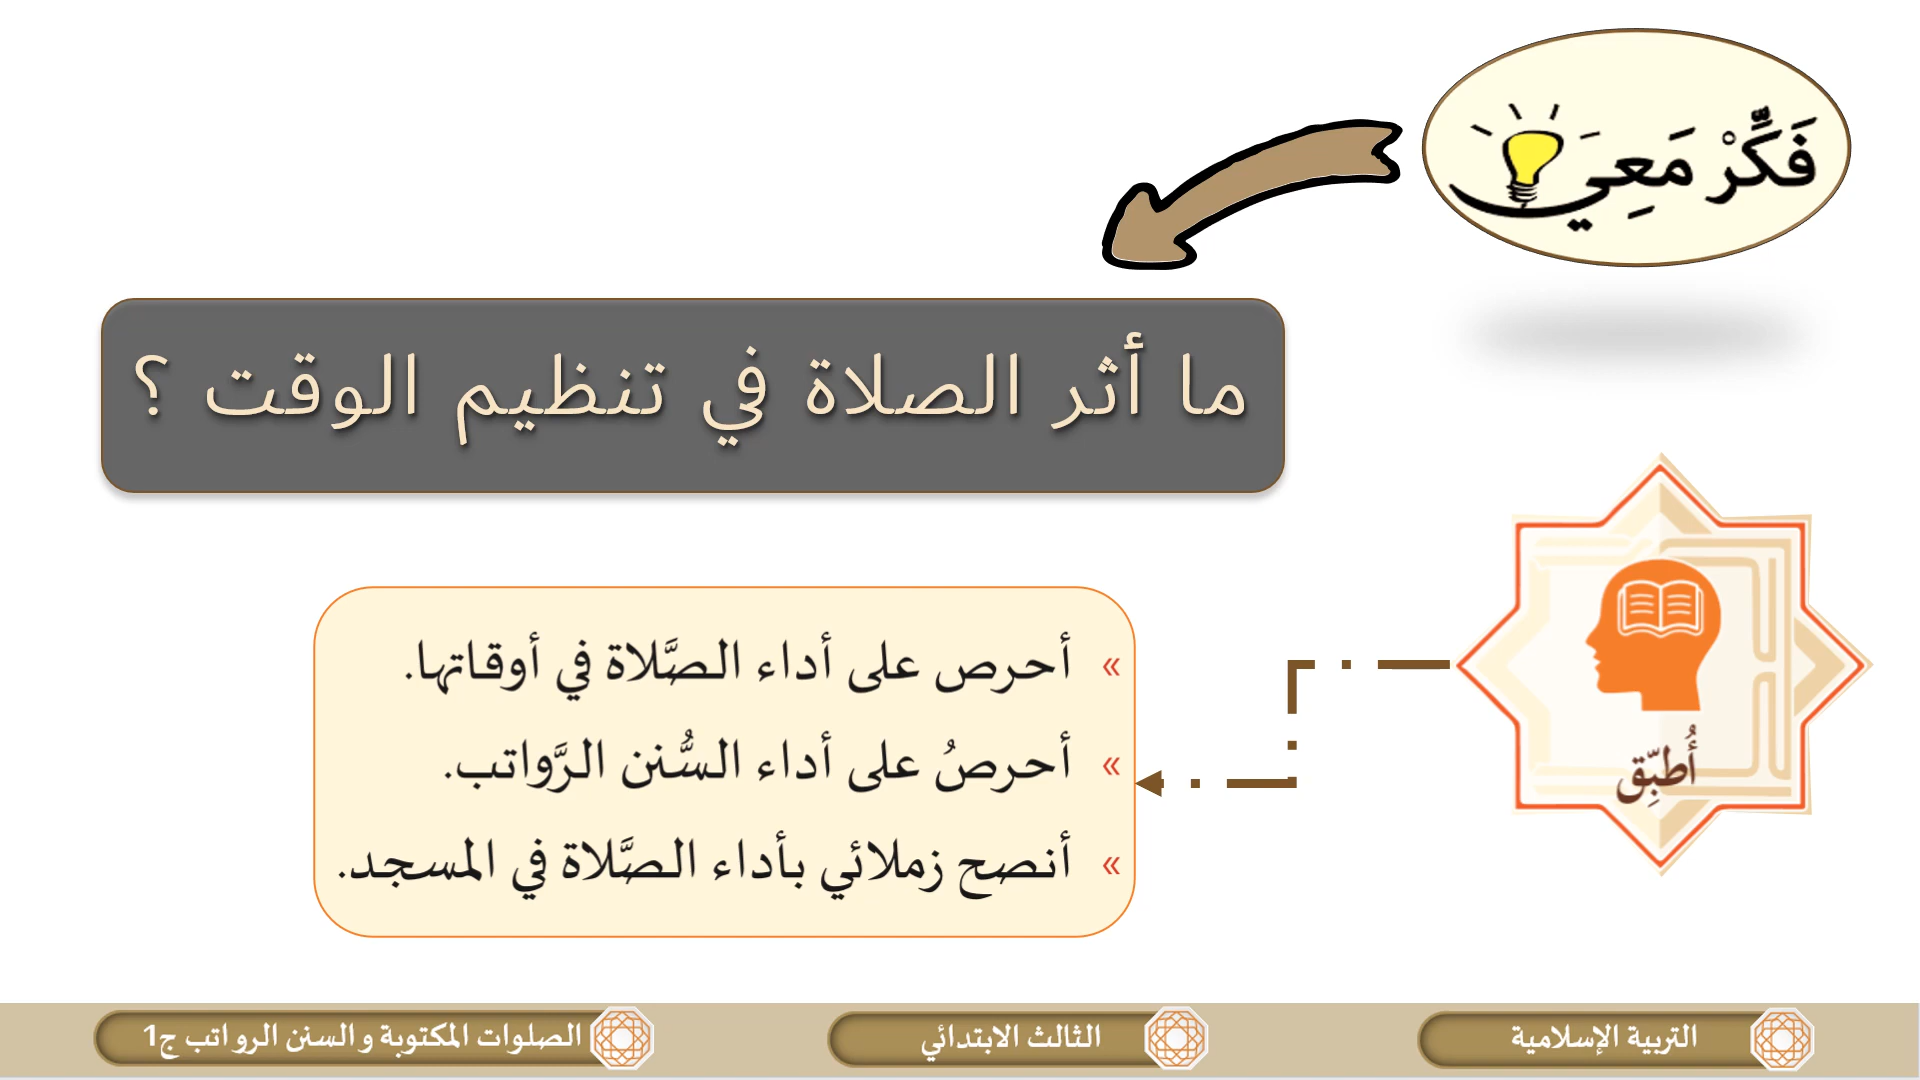 فَكِّرْ مَعِي
ما أثر الصلاة في تنظيم الوقت ؟
أُطبِّق
« أحرص على أداء الصَّلاة في أوقاتها.
« أحرصُ على أداء السُّنن الرَّواتب.
« أنصح زملائي بأداء الصَّلاة في المسجد.
التربية الإسلامية
الثالث الابتدائي
الصلوات المكتوبة والسنن الرواتب ج1